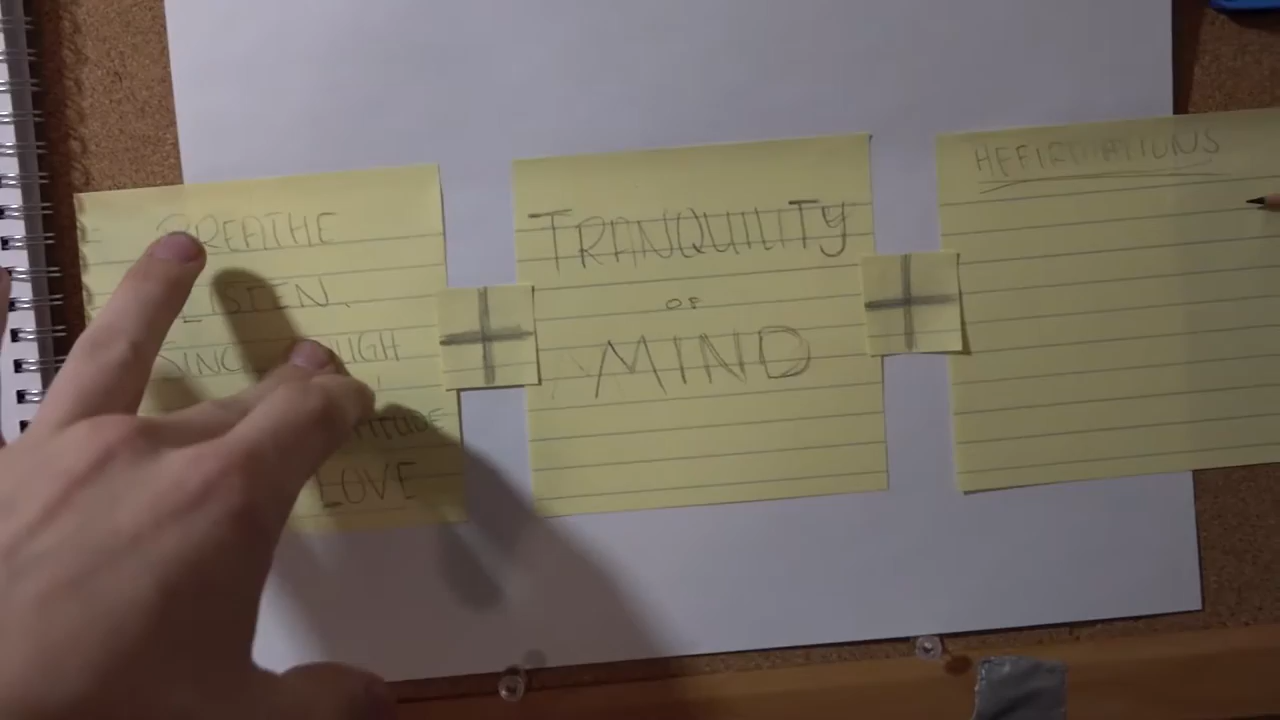 BREATHE
LISTEN.
LOVE
+
TRANQUILITY
OF
MIND
+
AFFIRMATIONS